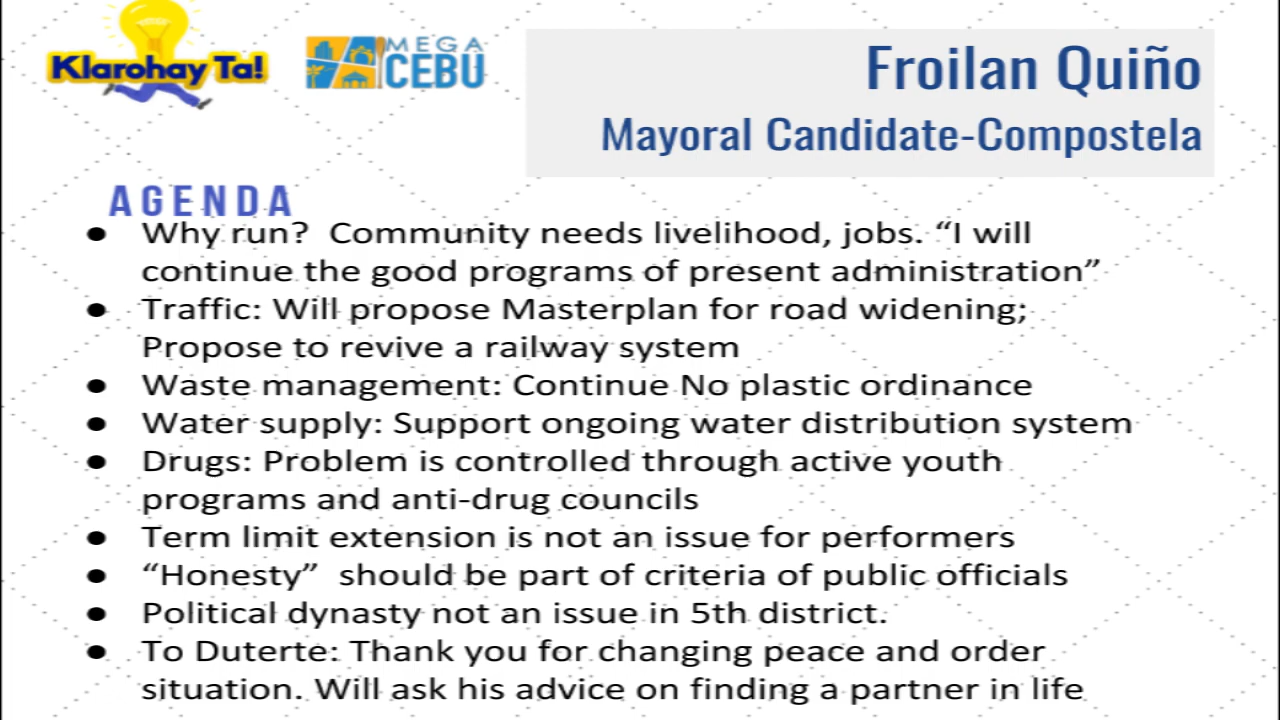 Klarohay Ta!
MEGA
CEBU
Froilan Quiño
Mayoral Candidate-Compostela
AGENDA
● Why run?  Community needs livelihood, jobs. “I will
continue the good programs of present administration”
● Traffic: Will propose Masterplan for road widening;
Propose to revive a railway system
● Waste management: Continue No plastic ordinance
● Water supply: Support ongoing water distribution system
● Drugs: Problem is controlled through active youth
programs and anti-drug councils
● Term limit extension is not an issue for performers
● “Honesty”  should be part of criteria of public officials
● Political dynasty not an issue in 5th district.
● To Duterte: Thank you for changing peace and order
situation. Will ask his advice on finding a partner in life